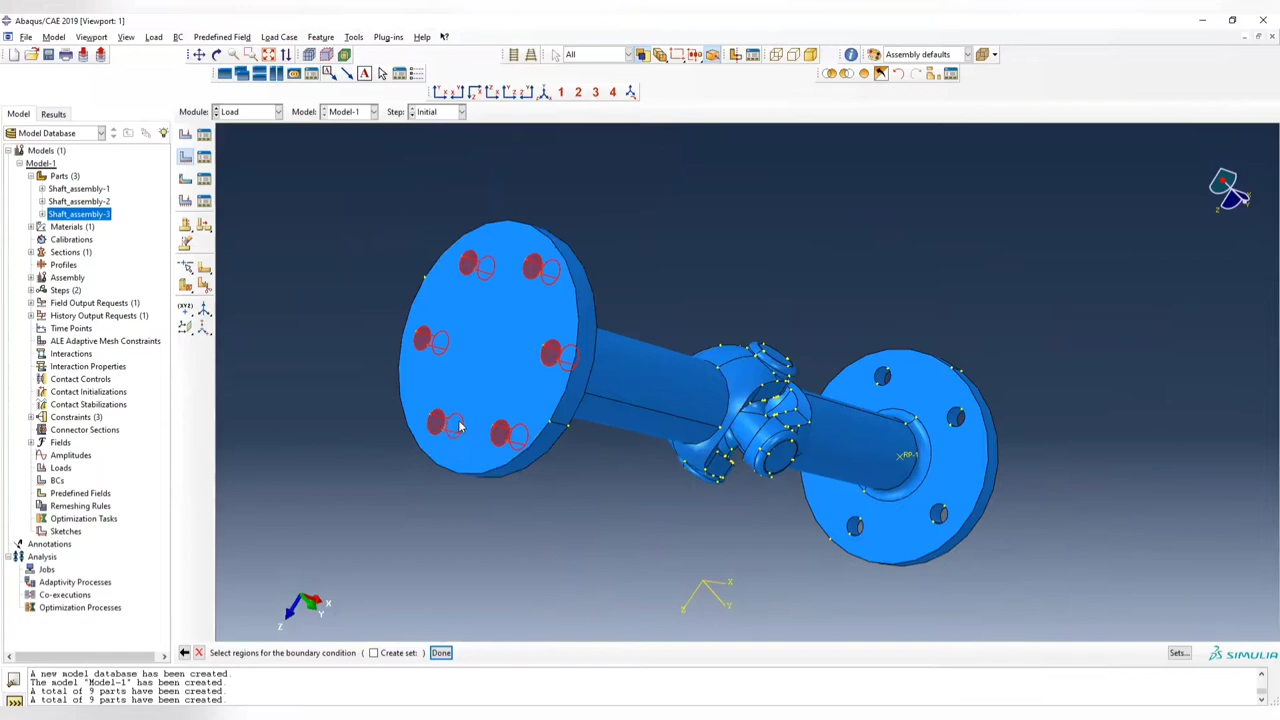 Abaqus/CAE 2019 [Viewport: 1]
File Model Viewport View Load BC Predefined Field Load Case Feature Tools Plug-ins Help
All Assembly defaults
A
1 2 3 4
Model Results Module: Load Model: Model-1 Step: Initial
Model Database
Models (1)
Model-1
Parts (3)
Shaft_assembly-1
Shaft_assembly-2
Shaft_assembly-3
Materials (1)
Calibrations
Sections (1)
Profiles
Assembly
Steps (2)
Field Output Requests (1)
History Output Requests (1)
Time Points
ALE Adaptive Mesh Constraints
Interactions
Interaction Properties
Contact Controls
Contact Initializations
Contact Stabilizations
Constraints (3)
Connector Sections
Fields
Amplitudes
Loads
BCs
Predefined Fields
Remeshing Rules
Optimization Tasks
Sketches
Annotations
Analysis
Jobs
Adaptivity Processes
Co-executions
Optimization Processes
RP-1
X
Y
Z
X
Y
Z
Select regions for the boundary condition ( Create set: ) Done Sets... SIMULIA
A new model database has been created.
The model "Model-1" has been created.
A total of 9 parts have been created.
A total of 9 parts have been created.
>>>